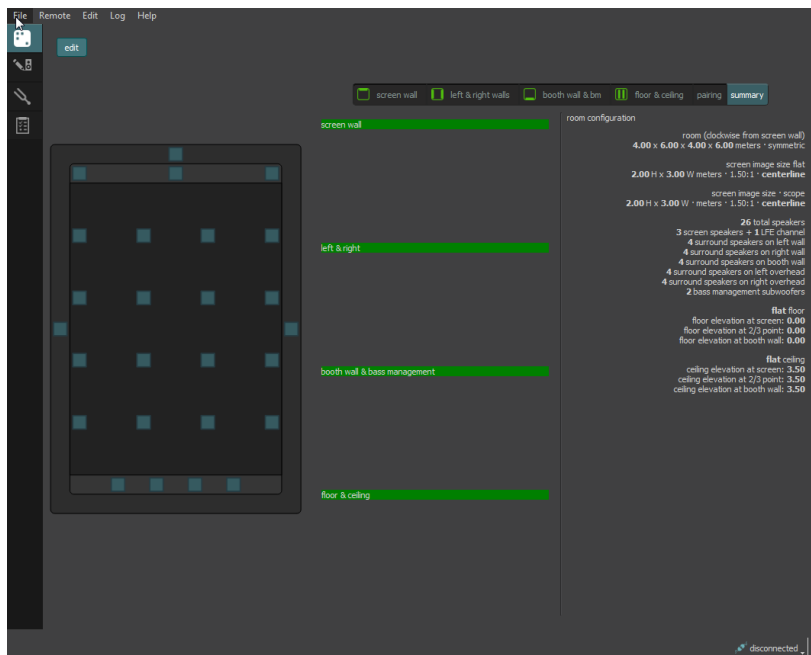 File Remote Edit Log Help
edit
screen wall left & right walls booth wall & bm floor & ceiling pairing summary
screen wall
left & right
booth wall & bass management
floor & ceiling
room configuration
room (clockwise from screen wall)
4.00 x 6.00 x 4.00 x 6.00 meters · symmetric
screen image size flat
2.00 H x 3.00 W meters · 1.50:1 · centerline
screen image size · scope
2.00 H x 3.00 W · meters · 1.50:1 · centerline
26 total speakers
3 screen speakers + 1 LFE channel
4 surround speakers on left wall
4 surround speakers on right wall
4 surround speakers on booth wall
4 surround speakers on left overhead
4 surround speakers on right overhead
2 bass management subwoofers
flat floor
floor elevation at screen: 0.00
floor elevation at 2/3 point: 0.00
floor elevation at booth wall: 0.00
flat ceiling
ceiling elevation at screen: 3.50
ceiling elevation at 2/3 point: 3.50
ceiling elevation at booth wall: 3.50
disconnected